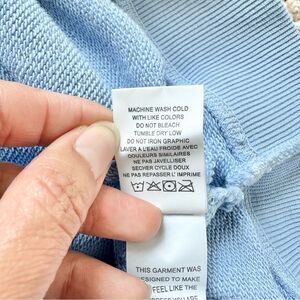 MACHINE WASH COLD
WITH LIKE COLORS
DO NOT BLEACH
TUMBLE DRY LOW
DO NOT IRON GRAPHIC
LAVER A L'EAU FROIDE AVEC
COULEURS SIMILAIRES
NE PAS JAVELLISER
SECHER CYCLE DOUX
NE PAS REPASSER L' IMPRIME
THIS GARMENT WAS
DESIGNED TO MAKE
FEEL LIKE THE